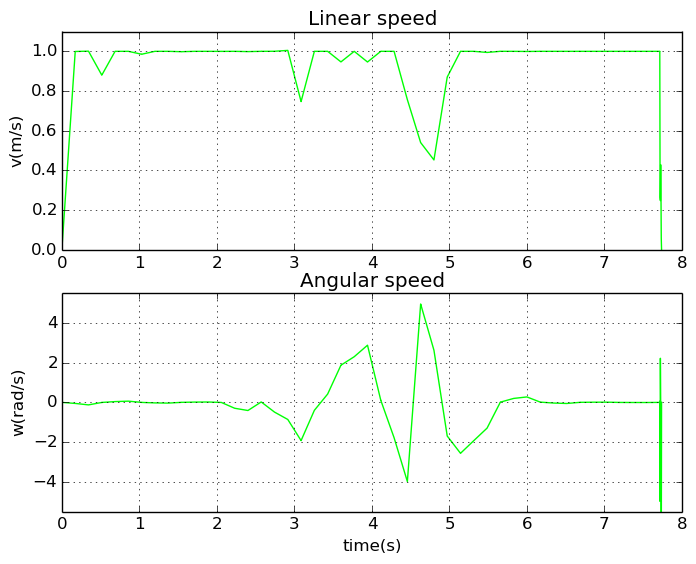 Linear speed
1.0
0.8
0.6
0.4
0.2
0.0
v(m/s)
0 1 2 3 4 5 6 7 8
Angular speed
4
2
0
−2
−4
w(rad/s)
0 1 2 3 4 5 6 7 8
time(s)